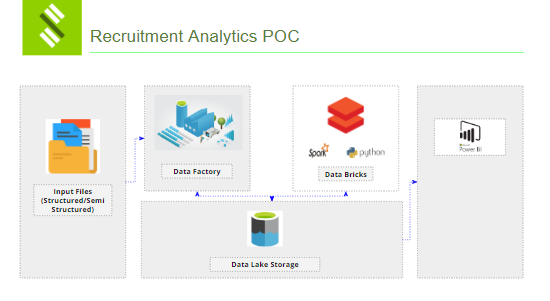 Recruitment Analytics POC
Input Files
(Structured/Semi
Structured)
Data Factory
Spark
python
Data Bricks
Power BI
Data Lake Storage